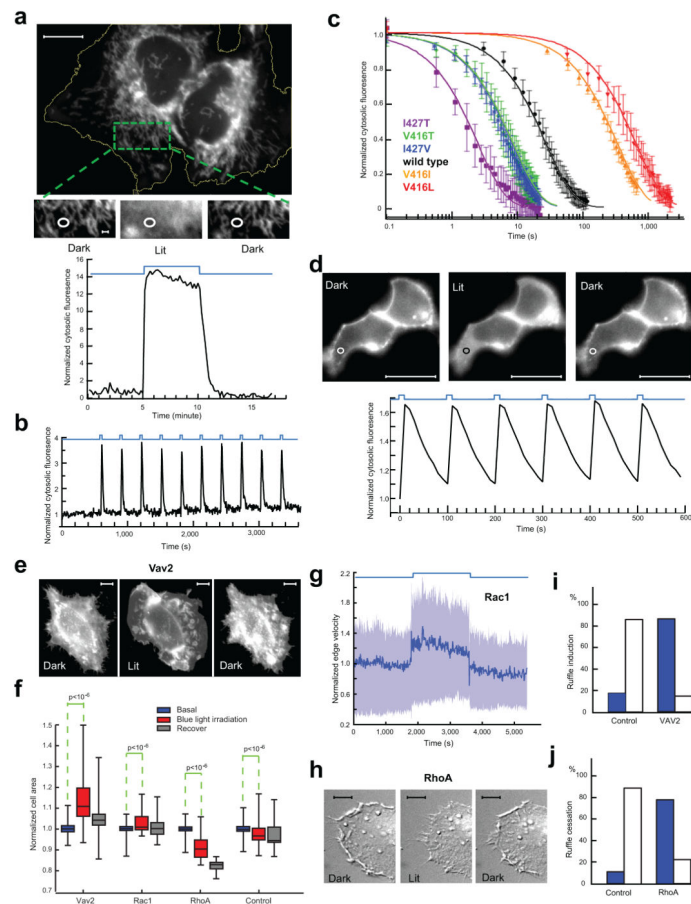 a
Dark
Lit
Dark
Normalized cytosolic fluoresence
16
14
12
10
8
6
4
2
0
0
5
10
15
Time (minute)
b
Normalized cytosolic fluoresence
4
3
2
1
0
0
1,000
2,000
3,000
Time (s)
c
Normalized cytosolic fluoresence
1.0
0.8
0.6
0.4
0.2
0.0
I427T
V416T
I427V
wild type
V416I
V416L
0.1
1
10
100
1,000
Time (s)
d
Dark
Lit
Dark
Normalized cytosolic fluoresence
1.6
1.4
1.2
1.0
0
100
200
300
400
500
600
Time (s)
e
Vav2
Dark
Lit
Dark
f
p<10-6
p<10-6
p<10-6
p<10-6
Basal
Blue light irradiation
Recover
Normalized cell area
1.5
1.4
1.3
1.2
1.1
1.0
0.9
0.8
0.7
Vav2
Rac1
RhoA
Control
g
Rac1
Normalized edge velocity
2.2
1.8
1.4
1.0
0.6
0.2
0
1,000
2,000
3,000
4,000
5,000
Time (s)
h
RhoA
Dark
Lit
Dark
i
%
Ruffle induction
100
80
60
40
20
0
Control
VAV2
j
%
Ruffle cessation
100
80
60
40
20
0
Control
RhoA